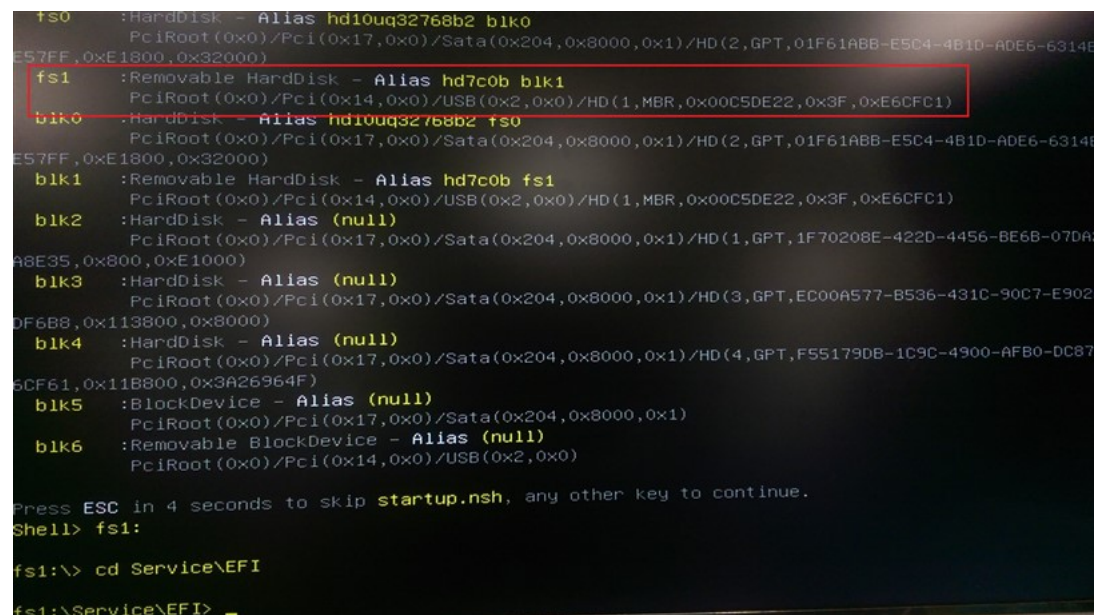 fs0 :HardDisk - Alias hd10uq32768b2 blk0
PciRoot(0x0)/Pci(0x17,0x0)/Sata(0x204,0x8000,0x1)/HD(2,GPT,01F61ABB-E5C4-4B1D-ADE6-6314E
E57FF,0xE1800,0x32000)
fs1 :Removable HardDisk - Alias hd7c0b blk1
PciRoot(0x0)/Pci(0x14,0x0)/USB(0x2,0x0)/HD(1,MBR,0x00C5DE22,0x3F,0xE6CFC1)
blk0 :HardDisk - Alias hd10uq32768b2 fs0
PciRoot(0x0)/Pci(0x17,0x0)/Sata(0x204,0x8000,0x1)/HD(2,GPT,01F61ABB-E5C4-4B1D-ADE6-6314E
E57FF,0xE1800,0x32000)
blk1 :Removable HardDisk - Alias hd7c0b fs1
PciRoot(0x0)/Pci(0x14,0x0)/USB(0x2,0x0)/HD(1,MBR,0x00C5DE22,0x3F,0xE6CFC1)
blk2 :HardDisk - Alias (null)
PciRoot(0x0)/Pci(0x17,0x0)/Sata(0x204,0x8000,0x1)/HD(1,GPT,1F70208E-422D-4456-BE6B-07DA
A8E35,0x800,0xE1000)
blk3 :HardDisk - Alias (null)
PciRoot(0x0)/Pci(0x17,0x0)/Sata(0x204,0x8000,0x1)/HD(3,GPT,EC00A577-B536-431C-90C7-E902
DF6B8,0x113800,0x8000)
blk4 :HardDisk - Alias (null)
PciRoot(0x0)/Pci(0x17,0x0)/Sata(0x204,0x8000,0x1)/HD(4,GPT,F55179DB-1C9C-4900-AFB0-DC87
6CF61,0x11B800,0x3A26964F)
blk5 :BlockDevice - Alias (null)
PciRoot(0x0)/Pci(0x17,0x0)/Sata(0x204,0x8000,0x1)
blk6 :Removable BlockDevice - Alias (null)
PciRoot(0x0)/Pci(0x14,0x0)/USB(0x2,0x0)
Press ESC in 4 seconds to skip startup.nsh, any other key to continue.
Shell> fs1:
fs1:\> cd Service\EFI
fs1:\Service\EFI> _